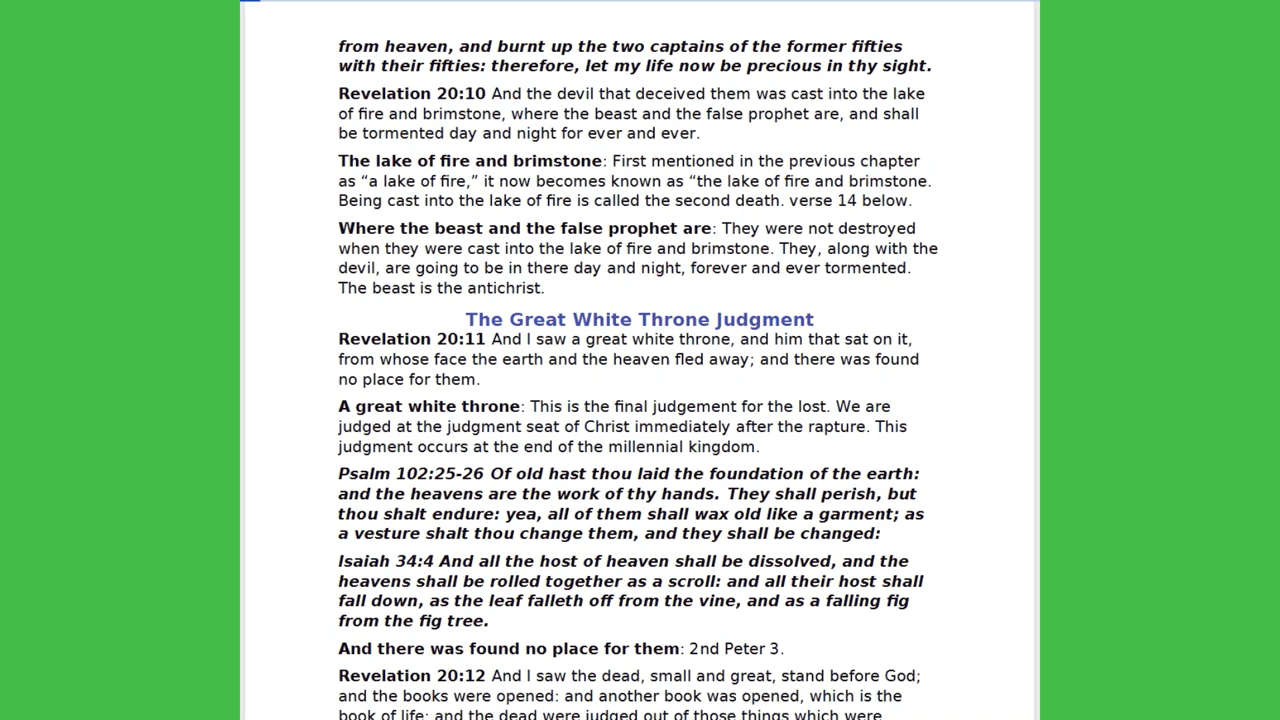 from heaven, and burnt up the two captains of the former fifties
with their fifties: therefore, let my life now be precious in thy sight.
Revelation 20:10 And the devil that deceived them was cast into the lake
of fire and brimstone, where the beast and the false prophet are, and shall
be tormented day and night for ever and ever.
The lake of fire and brimstone: First mentioned in the previous chapter
as “a lake of fire,” it now becomes known as “the lake of fire and brimstone.
Being cast into the lake of fire is called the second death. verse 14 below.
Where the beast and the false prophet are: They were not destroyed
when they were cast into the lake of fire and brimstone. They, along with the
devil, are going to be in there day and night, forever and ever tormented.
The beast is the antichrist.
The Great White Throne Judgment
Revelation 20:11 And I saw a great white throne, and him that sat on it,
from whose face the earth and the heaven fled away; and there was found
no place for them.
A great white throne: This is the final judgement for the lost. We are
judged at the judgment seat of Christ immediately after the rapture. This
judgment occurs at the end of the millennial kingdom.
Psalm 102:25-26 Of old hast thou laid the foundation of the earth:
and the heavens are the work of thy hands. They shall perish, but
thou shalt endure: yea, all of them shall wax old like a garment; as
a vesture shalt thou change them, and they shall be changed:
Isaiah 34:4 And all the host of heaven shall be dissolved, and the
heavens shall be rolled together as a scroll: and all their host shall
fall down, as the leaf falleth off from the vine, and as a falling fig
from the fig tree.
And there was found no place for them: 2nd Peter 3.
Revelation 20:12 And I saw the dead, small and great, stand before God;
and the books were opened: and another book was opened, which is the
book of life: and the dead were judged out of those things which were